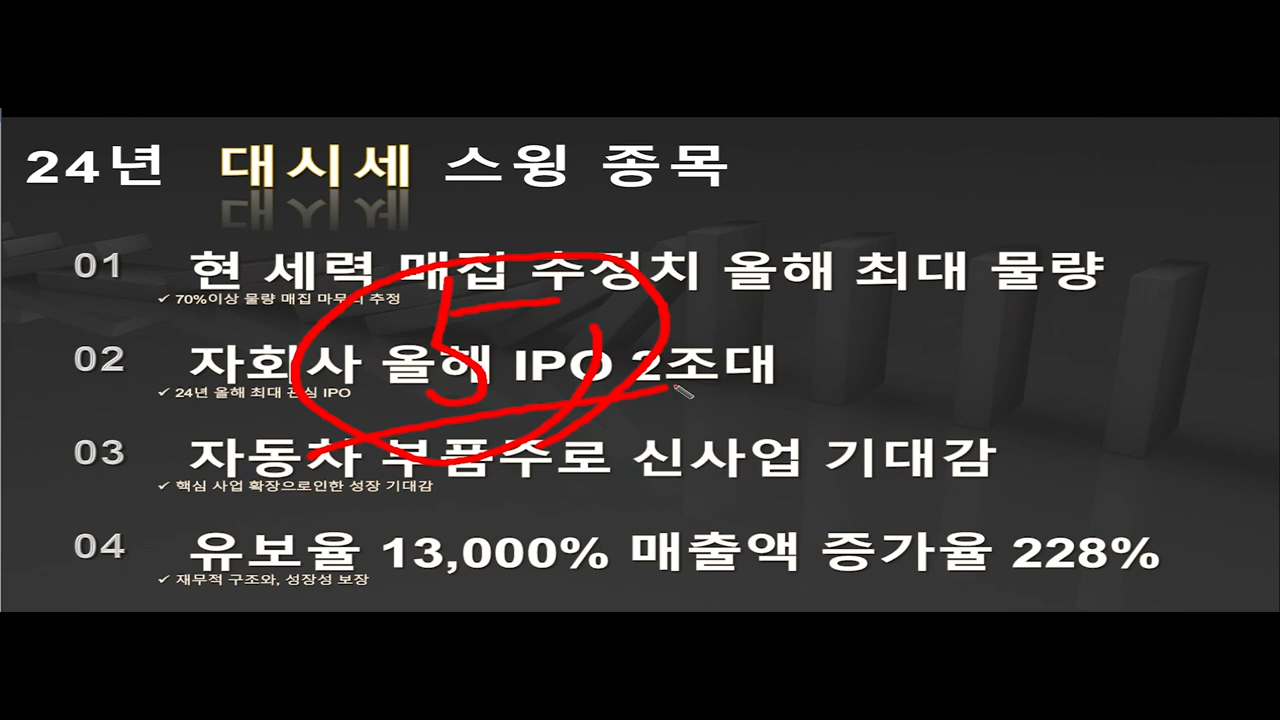 24년 대시세 스윙 종목
01 현 세력 매집 추정치 올해 최대 물량
✓ 70%이상 물량 매집 마무리 추정
5
02 자회사 올해 IPO 2조대
✓ 24년 올해 최대 관심 IPO
03 자동차 부품주로 신사업 기대감
✓ 핵심 사업 확장으로인한 성장 기대감
04 유보율 13,000% 매출액 증가율 228%
✓ 재무적 구조와, 성장성 보장